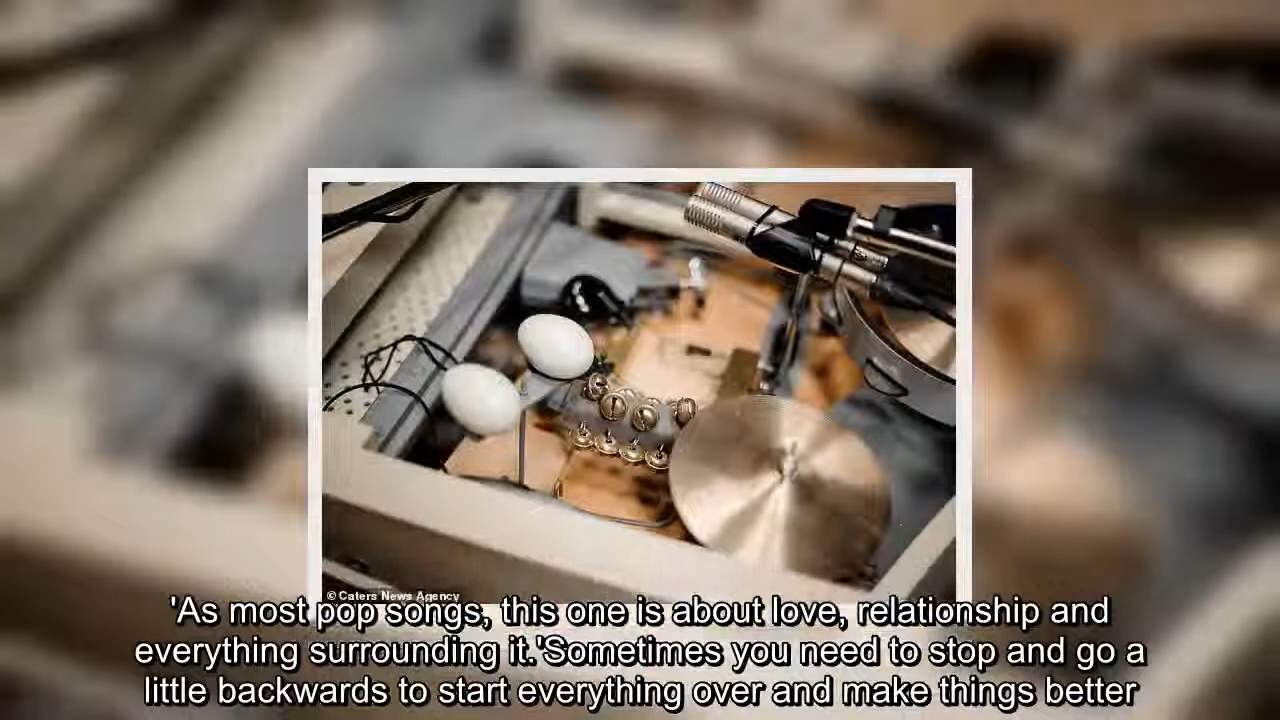 © Caters News Agency
'As most pop songs, this one is about love, relationship and
everything surrounding it.'Sometimes you need to stop and go a
little backwards to start everything over and make things better